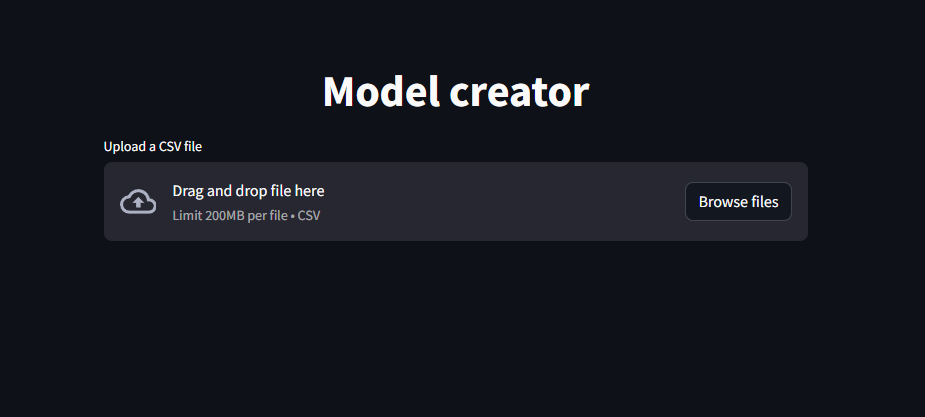 Model creator
Upload a CSV file
Drag and drop file here
Limit 200MB per file • CSV
Browse files